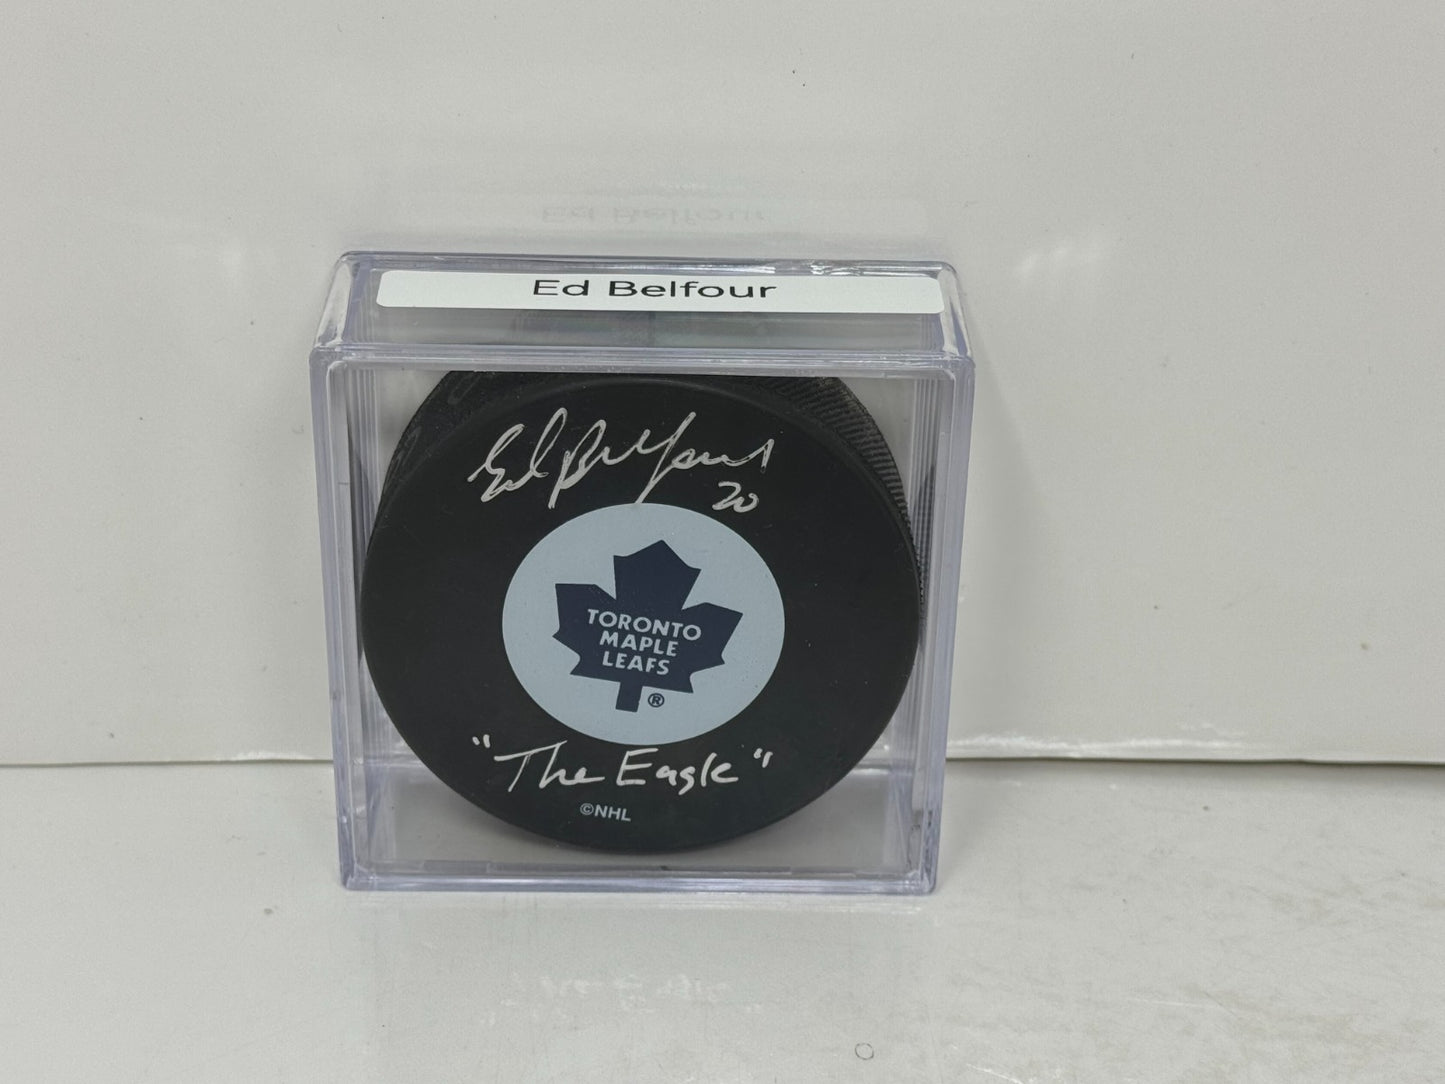 Ed Belfour
Ed Belfour
20
TORONTO
MAPLE
LEAFS
®
"The Eagle"
©NHL